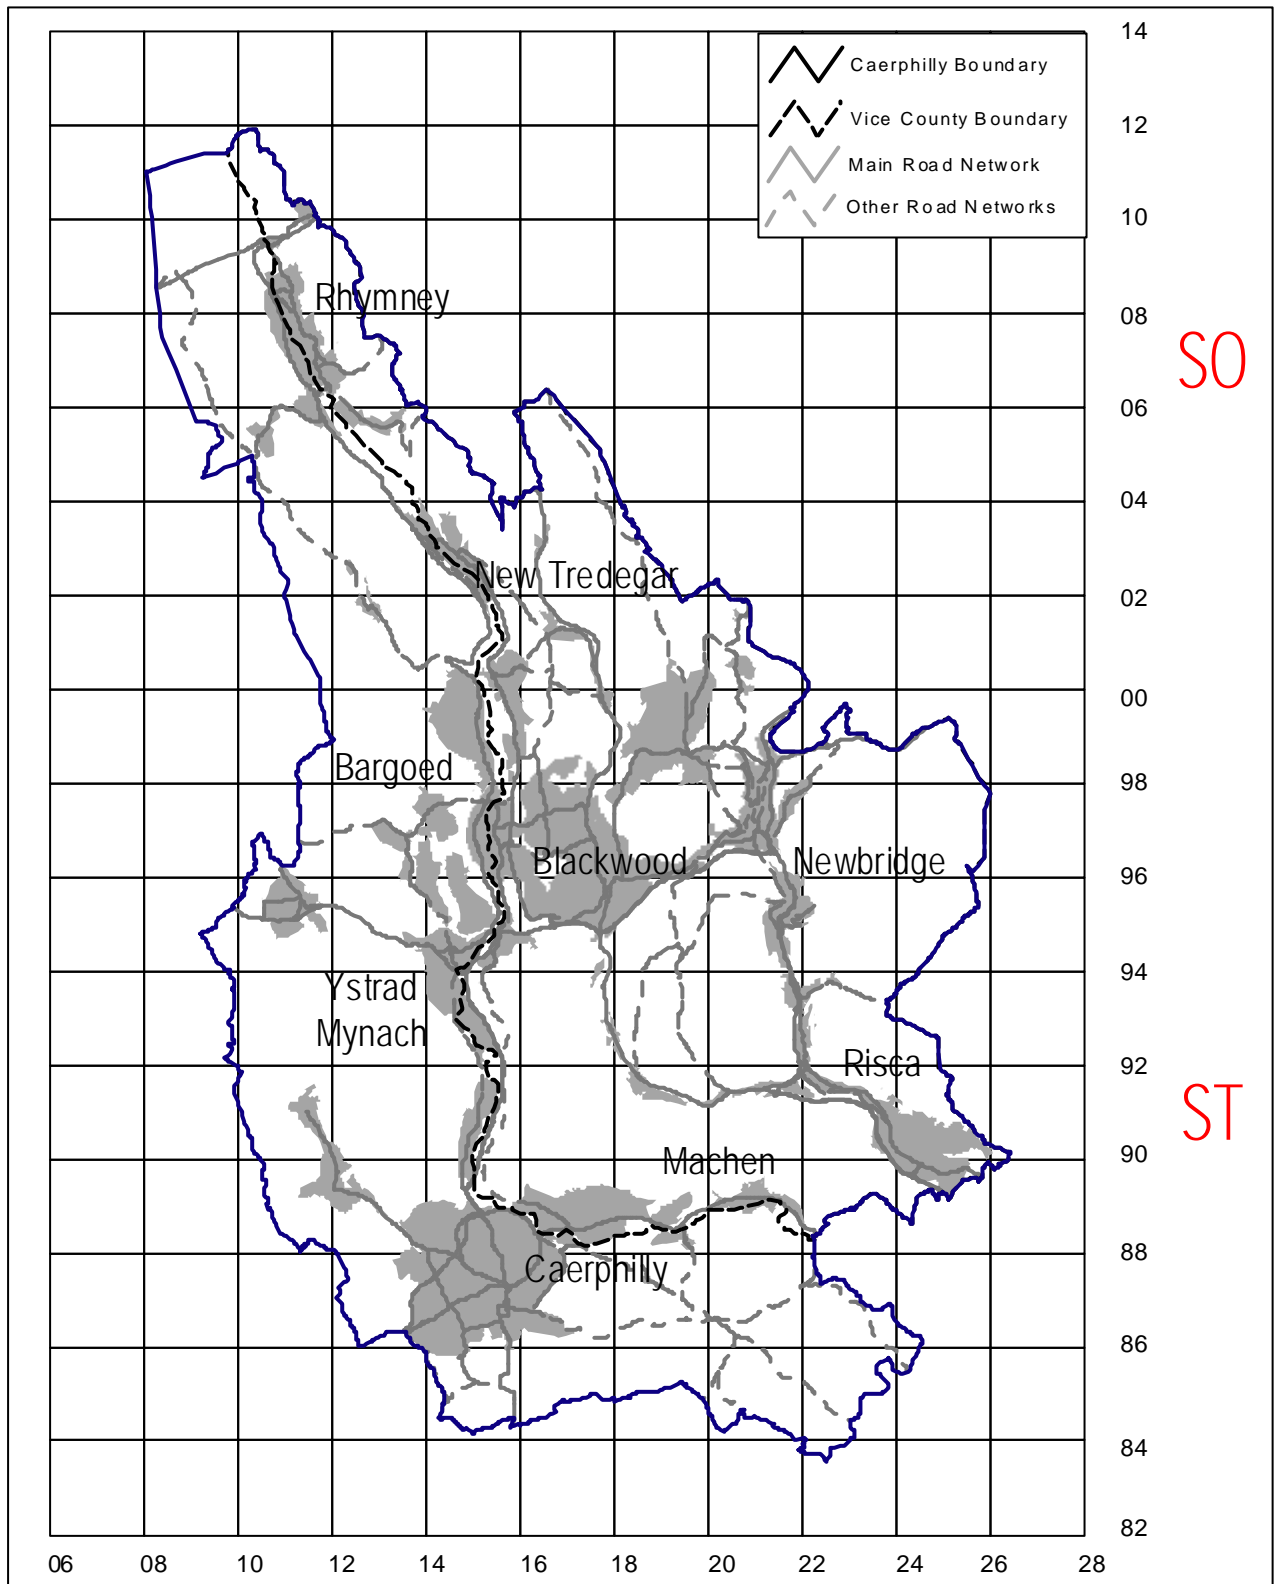 14
Caerphilly Boundary
Vice County Boundary
12
Main Road Network
Other Road Networks
10
Rhymney
08
SO
06
04
New Tredegar
02
00
Bargoed
98
Blackwood
Newbridge
96
94
Ystrad
Mynach
Risca
92
ST
90
Machen
88
Caerphilly
86
84
82
06 08 10 12 14 16 18 20 22 24 26 28